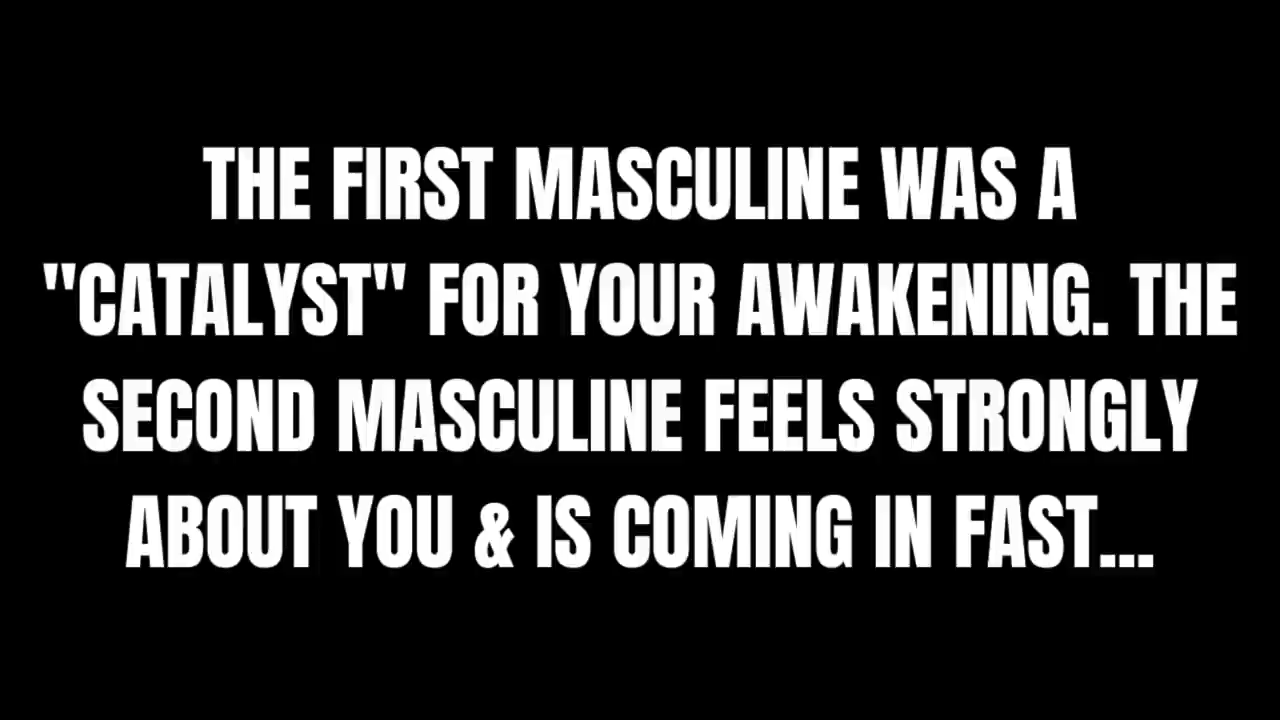 THE FIRST MASCULINE WAS A
"CATALYST" FOR YOUR AWAKENING. THE
SECOND MASCULINE FEELS STRONGLY
ABOUT YOU & IS COMING IN FAST...